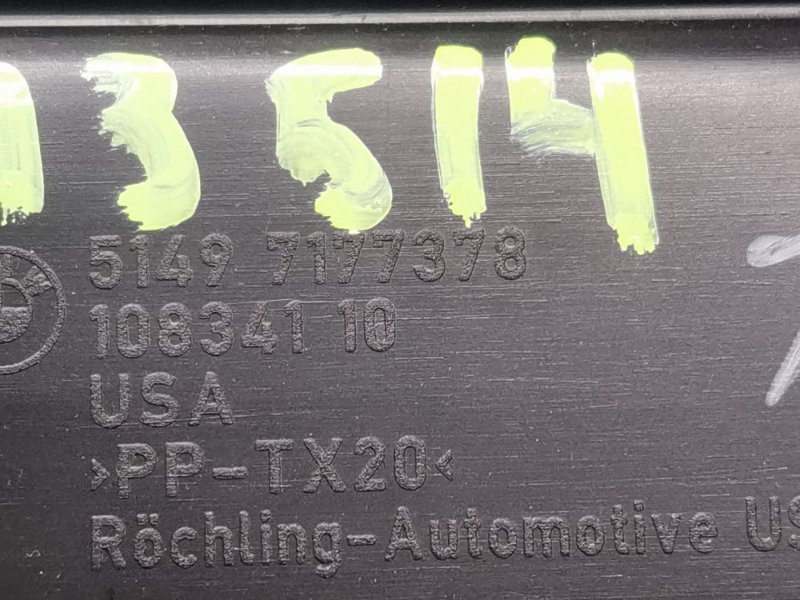 3514
5149 7177378
108341 10
USA
>PP-TX20<
Röchling-Automotive US